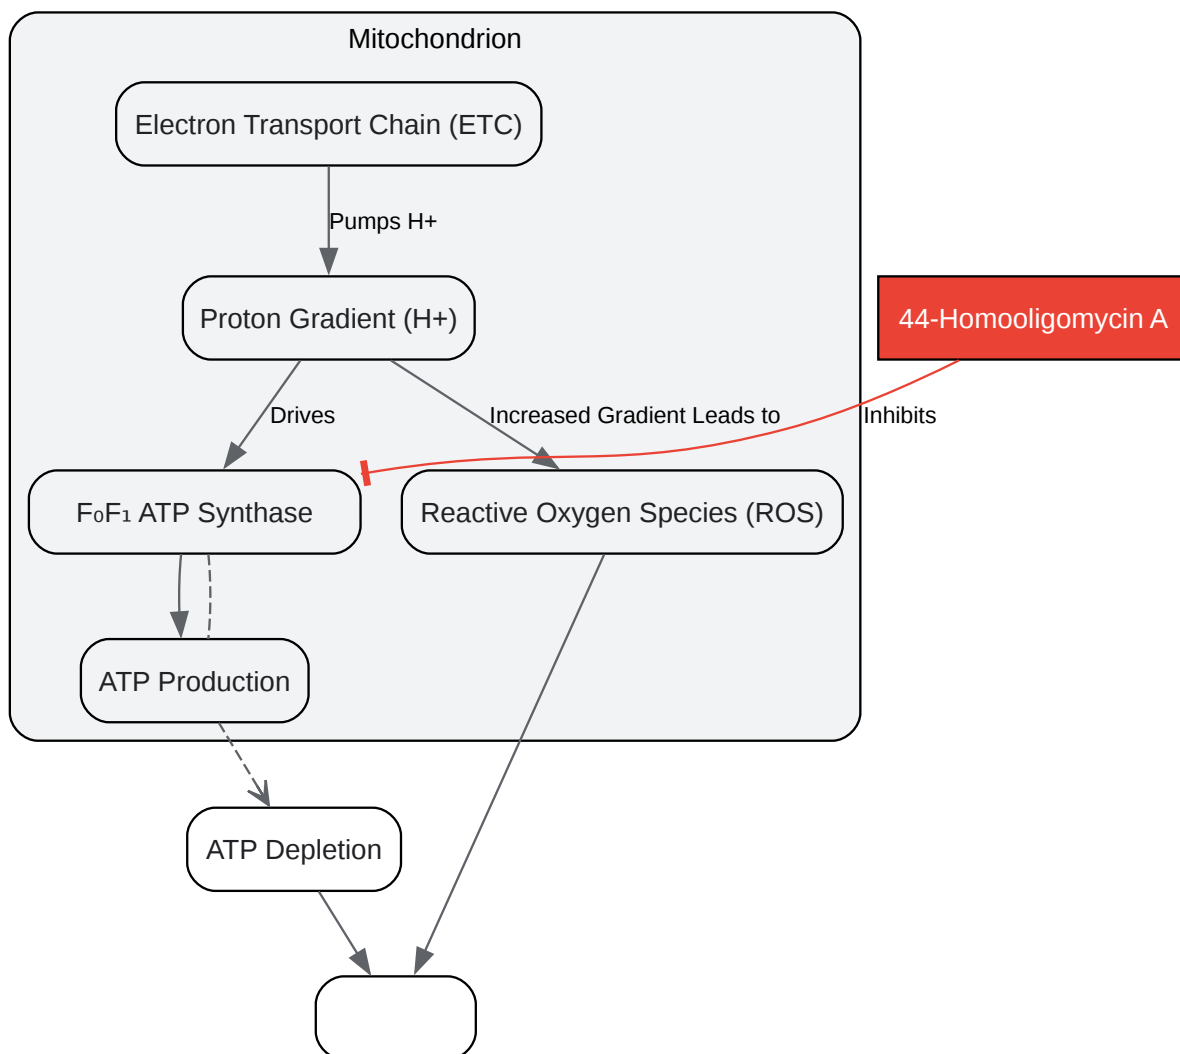 Mitochondrion
Electron Transport Chain (ETC)
Pumps H+
Proton Gradient (H+)
44-Homooligomycin A
Drives
Increased Gradient Leads to
Inhibits
F₀F₁ ATP Synthase
Reactive Oxygen Species (ROS)
ATP Production
ATP Depletion